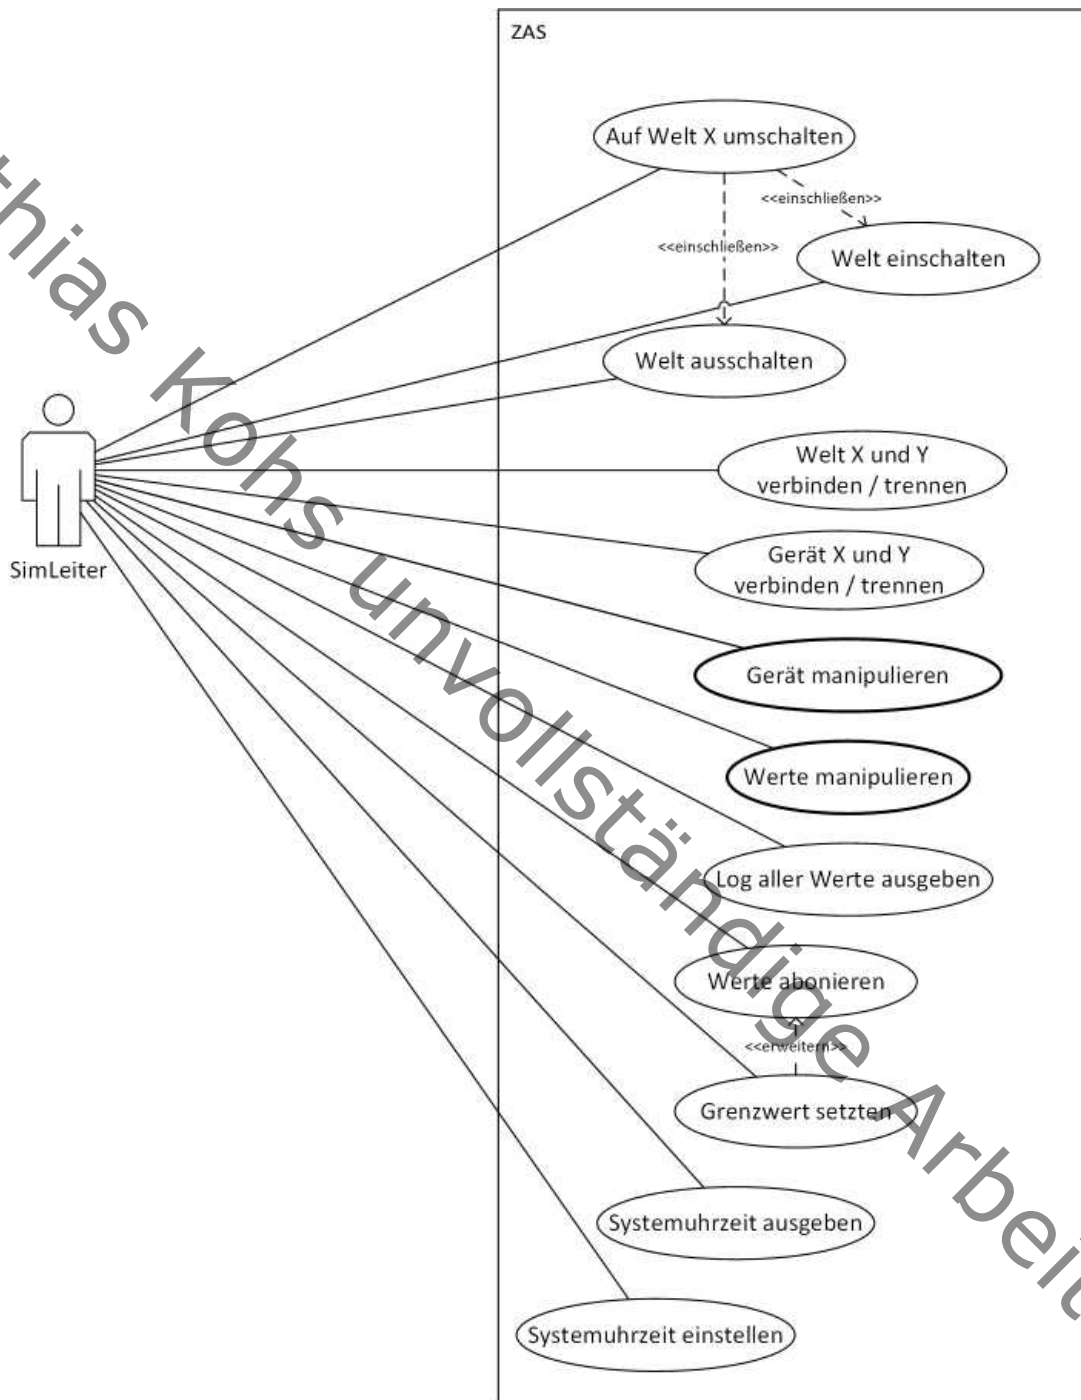 ZAS
Auf Welt X umschalten
<<einschließen>>
<<einschließen>>
Welt einschalten
Welt ausschalten
Welt X und Y
verbinden / trennen
SimLeiter
Gerät X und Y
verbinden / trennen
Gerät manipulieren
Werte manipulieren
Log aller Werte ausgeben
Werte abonieren
<<erweitern>>
Grenzwert setzten
Systemuhrzeit ausgeben
Systemuhrzeit einstellen
thias Kohs unvollständige Arbeit